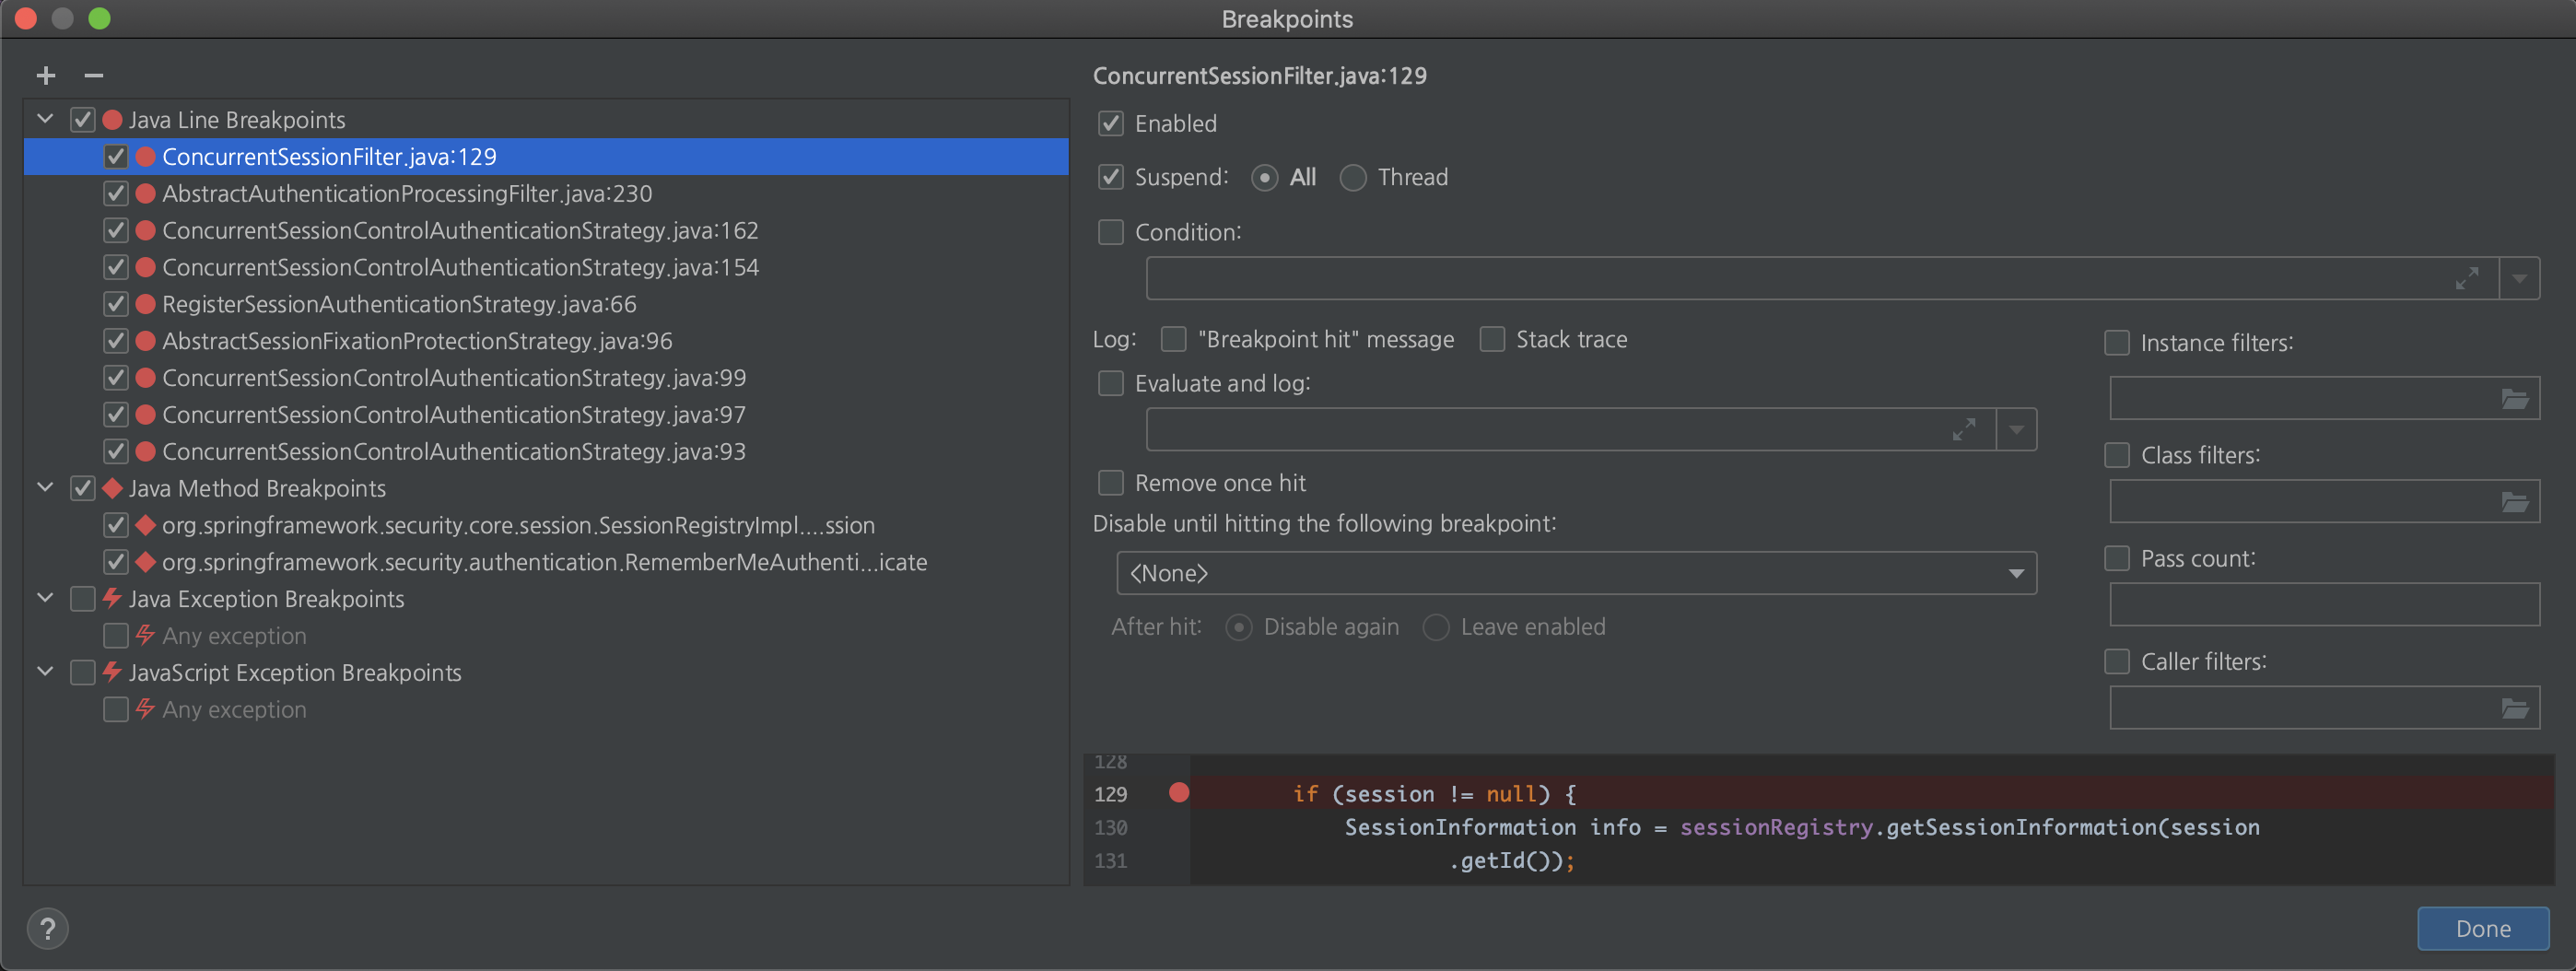 Breakpoints
Java Line Breakpoints
ConcurrentSessionFilter.java:129
AbstractAuthenticationProcessingFilter.java:230
ConcurrentSessionControlAuthenticationStrategy.java:162
ConcurrentSessionControlAuthenticationStrategy.java:154
RegisterSessionAuthenticationStrategy.java:66
AbstractSessionFixationProtectionStrategy.java:96
ConcurrentSessionControlAuthenticationStrategy.java:99
ConcurrentSessionControlAuthenticationStrategy.java:97
ConcurrentSessionControlAuthenticationStrategy.java:93
Java Method Breakpoints
org.springframework.security.core.session.SessionRegistryImpl....ssion
org.springframework.security.authentication.RememberMeAuthenti...icate
Java Exception Breakpoints
Any exception
JavaScript Exception Breakpoints
Any exception
ConcurrentSessionFilter.java:129
Enabled
Suspend: All Thread
Condition:
Log: "Breakpoint hit" message Stack trace
Evaluate and log:
Remove once hit
Disable until hitting the following breakpoint:
<None>
After hit: Disable again Leave enabled
Instance filters:
Class filters:
Pass count:
Caller filters:
128
129 if (session != null) {
130 SessionInformation info = sessionRegistry.getSessionInformation(session
131 .getId());
?
Done